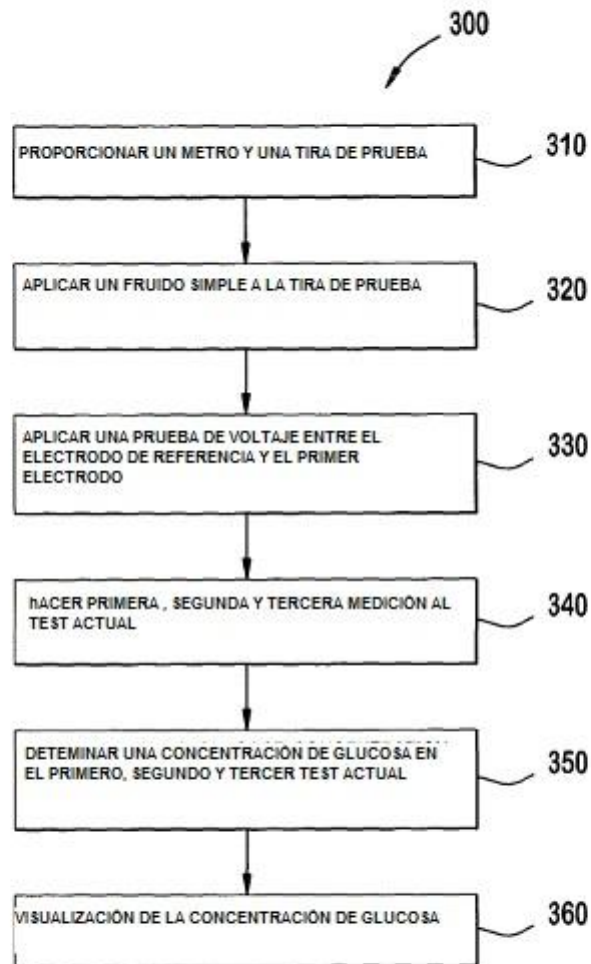 300
PROPORCIONAR UN METRO Y UNA TIRA DE PRUEBA
310
APLICAR UN FRUIDO SIMPLE A LA TIRA DE PRUEBA
320
APLICAR UNA PRUEBA DE VOLTAJE ENTRE EL
ELECTRODO DE REFERENCIA Y EL PRIMER
ELECTRODO
330
hACER PRIMERA , SEGUNDA Y TERCERA MEDICIÓN AL
TEST ACTUAL
340
DETEMINAR UNA CONCENTRACIÓN DE GLUCOSA EN
EL PRIMERO, SEGUNDO Y TERCER TEST ACTUAL
350
VISUALIZACIÓN DE LA CONCENTRACIÓN DE GLUCOSA
360